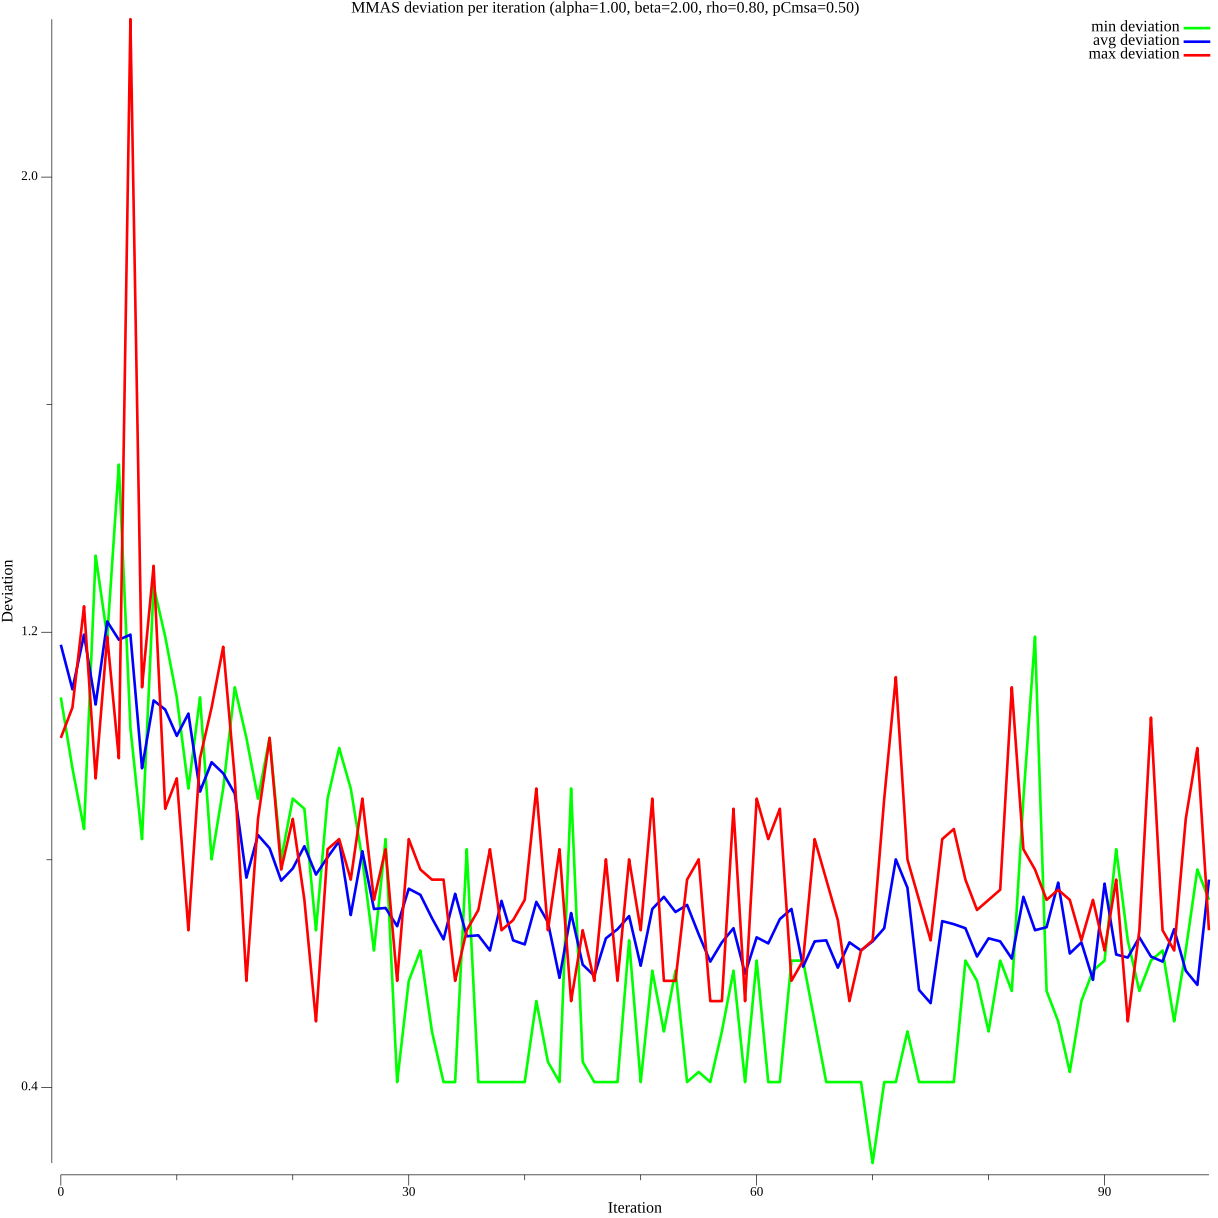 MMAS deviation per iteration (alpha=1.00, beta=2.00, rho=0.80, pCmsa=0.50)
min deviation
avg deviation
max deviation
2.0
1.2
0.4
Deviation
0
30
60
90
Iteration